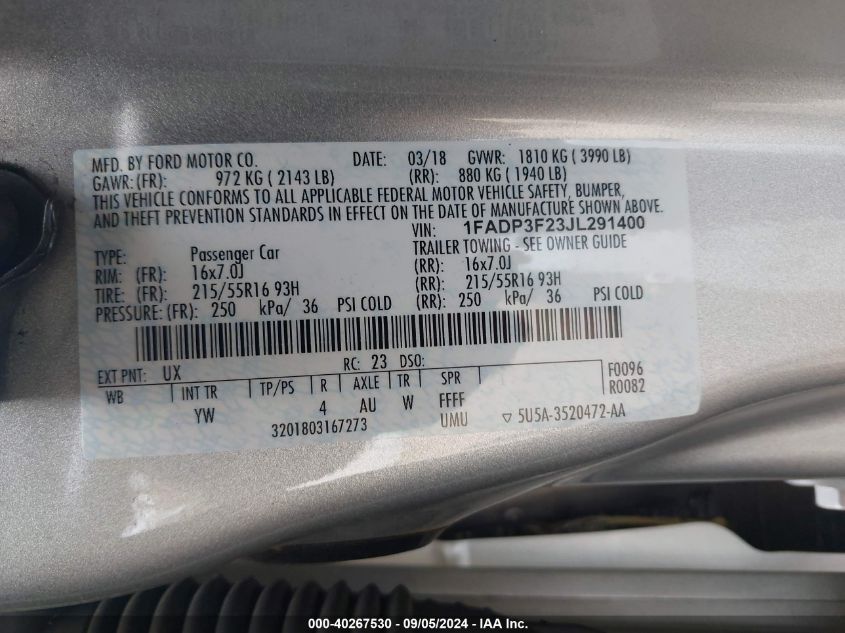 MFD. BY FORD MOTOR CO. DATE: 03/18 GVWR: 1810 KG ( 3990 LB)
GAWR: (FR): 972 KG ( 2143 LB) (RR): 880 KG ( 1940 LB)
THIS VEHICLE CONFORMS TO ALL APPLICABLE FEDERAL MOTOR VEHICLE SAFETY, BUMPER,
AND THEFT PREVENTION STANDARDS IN EFFECT ON THE DATE OF MANUFACTURE SHOWN ABOVE.
VIN: 1FADP3F23JL291400
TYPE: Passenger Car TRAILER TOWING - SEE OWNER GUIDE
RIM: (FR): 16x7.0J (RR): 16x7.0J
TIRE: (FR): 215/55R16 93H (RR): 215/55R16 93H
PRESSURE: (FR): 250 kPa/ 36 PSI COLD (RR): 250 kPa/ 36 PSI COLD
EXT PNT: UX RC: 23 DSO: F0096
WB INT TR TP/PS R AXLE TR SPR R0082
YW 4 AU W FFFF
3201803167273 UMU ▽ 5U5A-3520472-AA
000-40267530 - 09/05/2024 - IAAI.com